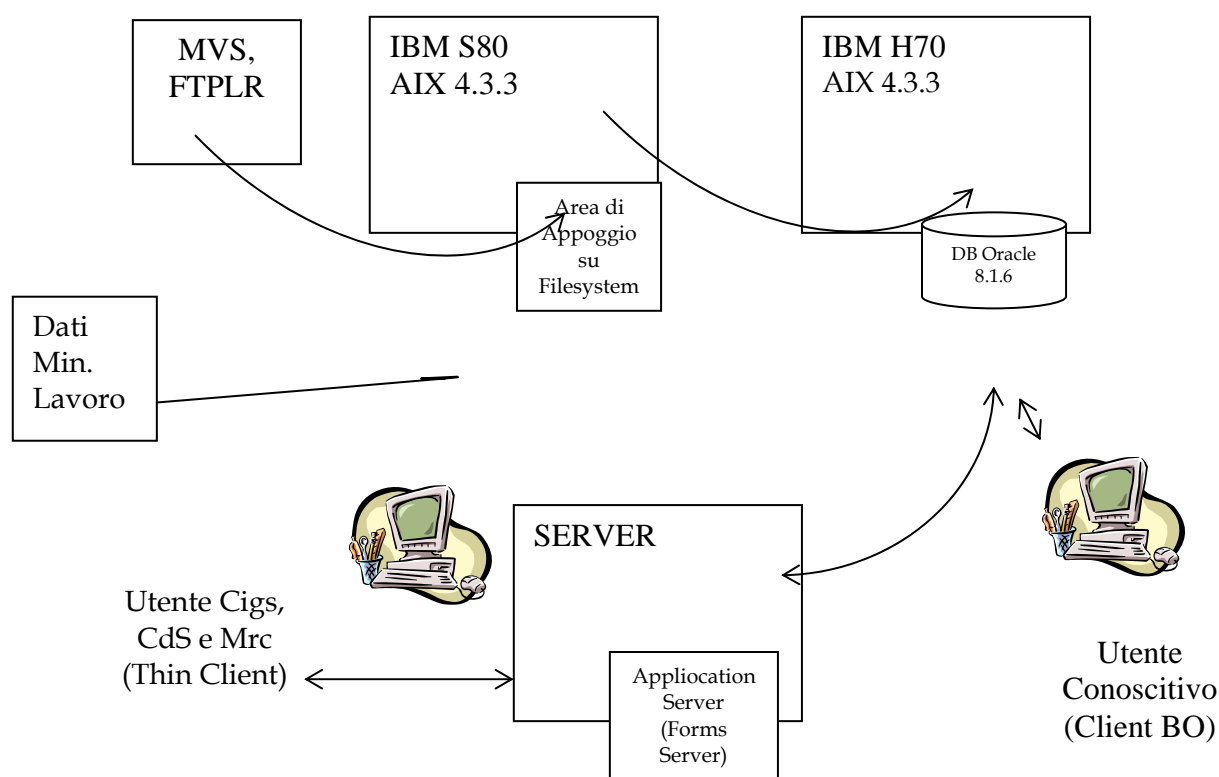 MVS,
FTPLR
IBM S80
AIX 4.3.3
IBM H70
AIX 4.3.3
Area di
Appoggio
su
Filesystem
DB Oracle
8.1.6
Dati
Min.
Lavoro
SERVER
Utente Cigs,
CdS e Mrc
(Thin Client)
Appliocation
Server
(Forms
Server)
Utente
Conoscitivo
(Client BO)